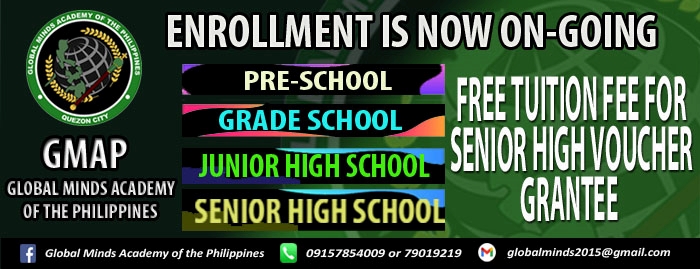 GLOBAL MINDS ACADEMY OF THE PHILIPPINES
QUEZON CITY
GMAP
GLOBAL MINDS ACADEMY
OF THE PHILIPPINES
ENROLLMENT IS NOW ON-GOING
PRE-SCHOOL
GRADE SCHOOL
JUNIOR HIGH SCHOOL
SENIOR HIGH SCHOOL
FREE TUITION FEE FOR
SENIOR HIGH VOUCHER
GRANTEE
Global Minds Academy of the Philippines 09157854009 or 79019219 globalminds2015@gmail.com